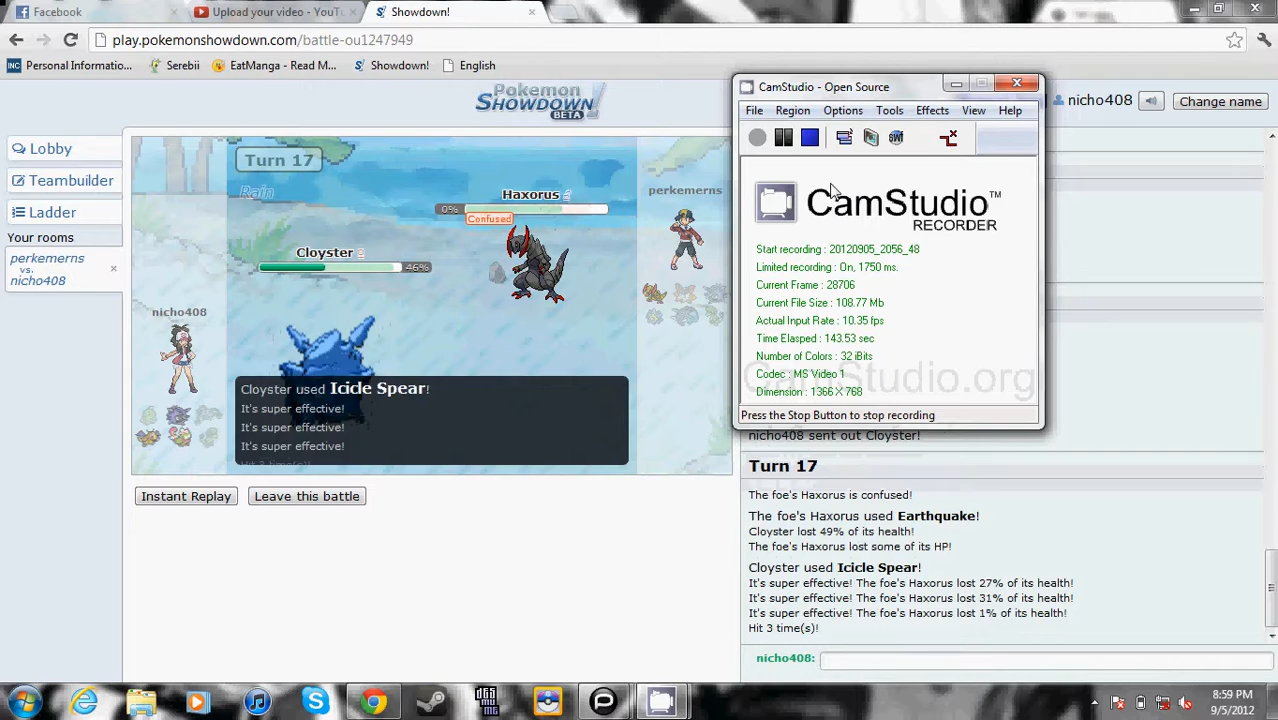 Facebook
Upload your video - YouTu
Showdown!
play.pokemonshowdown.com/battle-ou1247949
Personal Informatio...
Serebii
EatManga - Read M...
Showdown!
English
Pokemon
SHOWDOWN!
BETA
nicho408
Change name
Lobby
Teambuilder
Ladder
Your rooms
perkemerns
vs.
nicho408
Turn 17
Rain
Haxorus
0%
Confused
Cloyster
46%
perkemerns
nicho408
Cloyster used Icicle Spear!
It's super effective!
It's super effective!
It's super effective!
Hit 3 time(s)!
Instant Replay
Leave this battle
CamStudio - Open Source
File Region Options Tools Effects View Help
CamStudio™
RECORDER
Start recording : 20120905_2056_48
Limited recording : On, 1750 ms.
Current Frame : 28706
Current File Size : 108.77 Mb
Actual Input Rate : 10.35 fps
Time Elasped : 143.53 sec
Number of Colors : 32 iBits
Codec : MS Video 1
Dimension : 1366 X 768
CamStudio.org
Press the Stop Button to stop recording
nicho408 sent out Cloyster!
Turn 17
The foe's Haxorus is confused!
The foe's Haxorus used Earthquake!
Cloyster lost 49% of its health!
The foe's Haxorus lost some of its HP!
Cloyster used Icicle Spear!
It's super effective! The foe's Haxorus lost 27% of its health!
It's super effective! The foe's Haxorus lost 31% of its health!
It's super effective! The foe's Haxorus lost 1% of its health!
Hit 3 time(s)!
nicho408:
8:59 PM
9/5/2012